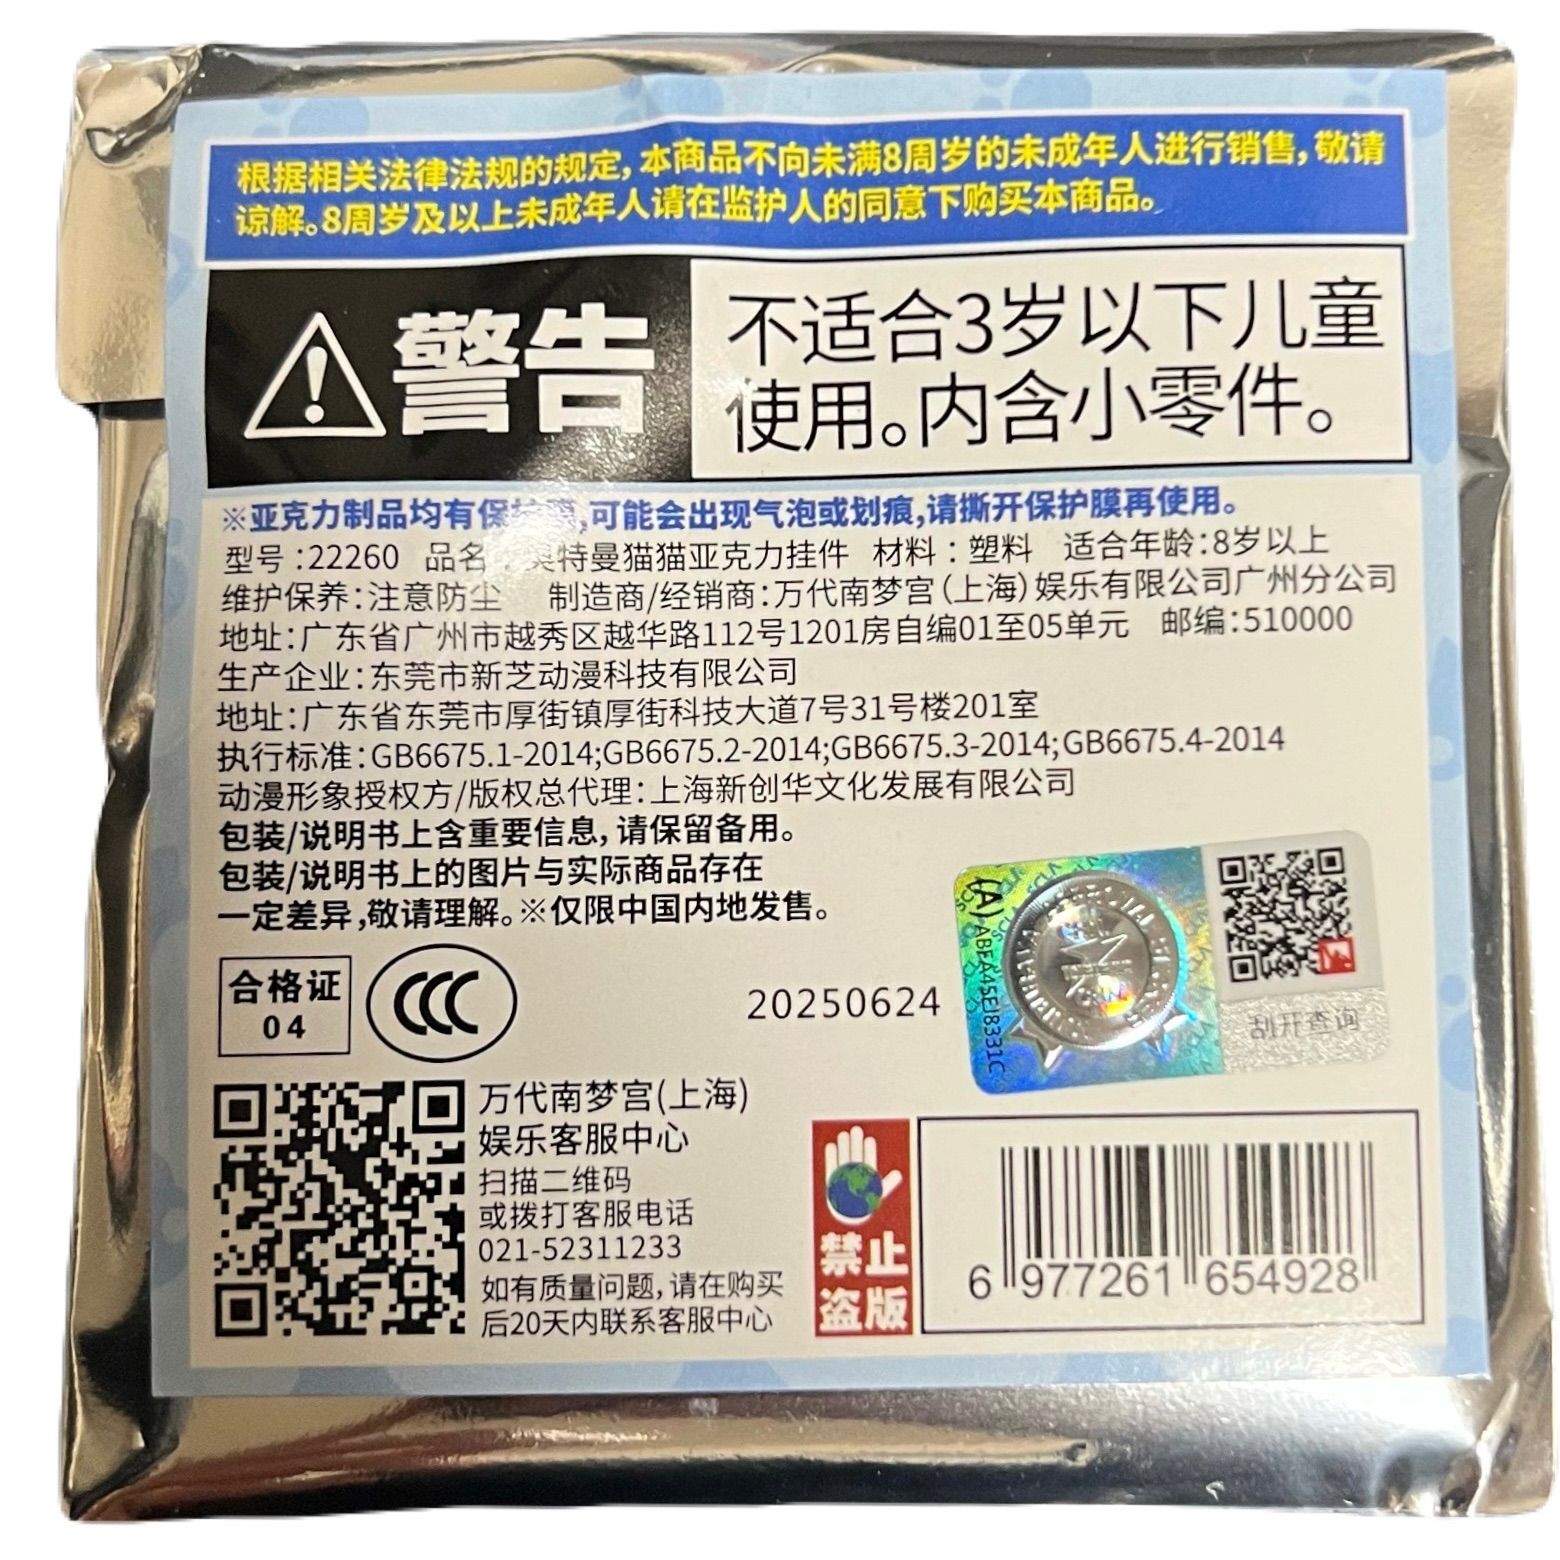 根据相关法律法规的规定,本商品不向未满8周岁的未成年人进行销售,敬请
谅解。8周岁及以上未成年人请在监护人的同意下购买本商品。
警告
不适合3岁以下儿童
使用。内含小零件。
※亚克力制品均有保护膜,可能会出现气泡或划痕,请撕开保护膜再使用。
型号:22260 品名:奥特曼猫猫亚克力挂件 材料:塑料 适合年龄:8岁以上
维护保养:注意防尘 制造商/经销商:万代南梦宫(上海)娱乐有限公司广州分公司
地址:广东省广州市越秀区越华路112号1201房自编01至05单元 邮编:510000
生产企业:东莞市新芝动漫科技有限公司
地址:广东省东莞市厚街镇厚街科技大道7号31号楼201室
执行标准:GB6675.1-2014;GB6675.2-2014;GB6675.3-2014;GB6675.4-2014
动漫形象授权方/版权总代理:上海新创华文化发展有限公司
包装/说明书上含重要信息,请保留备用。
包装/说明书上的图片与实际商品存在
一定差异,敬请理解。※仅限中国内地发售。
合格证
04
CCC
20250624
(A)
刮开查询
万代南梦宫(上海)
娱乐客服中心
扫描二维码
或拨打客服电话
021-52311233
如有质量问题,请在购买
后20天内联系客服中心
禁止
盗版
6 977261 654928